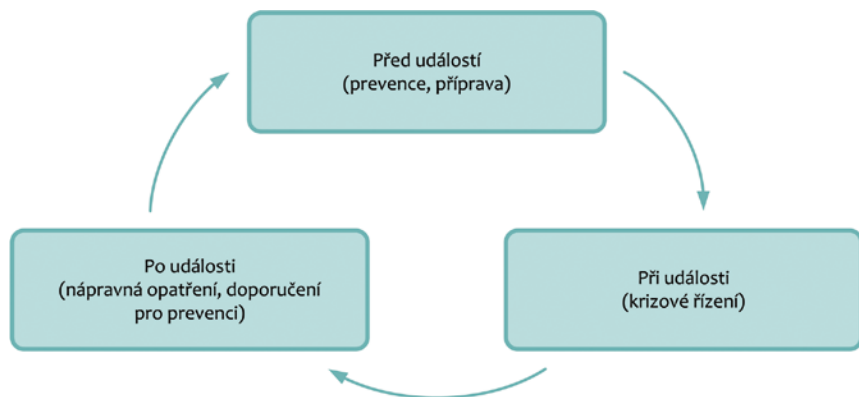 Před událostí
(prevence, příprava)
Po události
(nápravná opatření, doporučení
pro prevenci)
Při události
(krizové řízení)